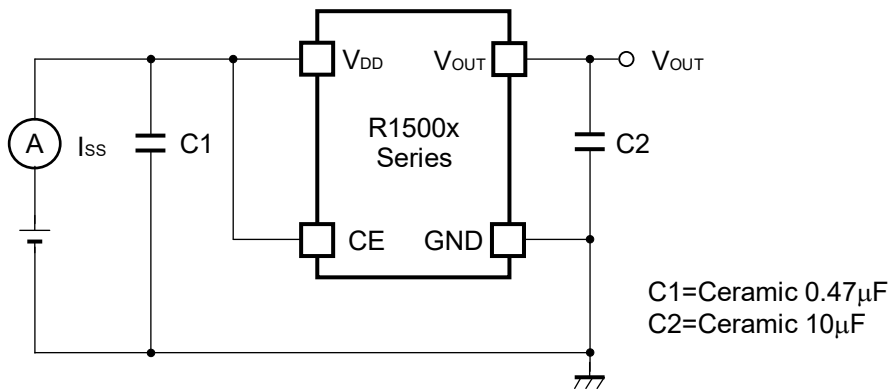 VDD
VOUT
VOUT
R1500x
Series
A
ISS
C1
C2
CE
GND
C1=Ceramic 0.47μF
C2=Ceramic 10μF